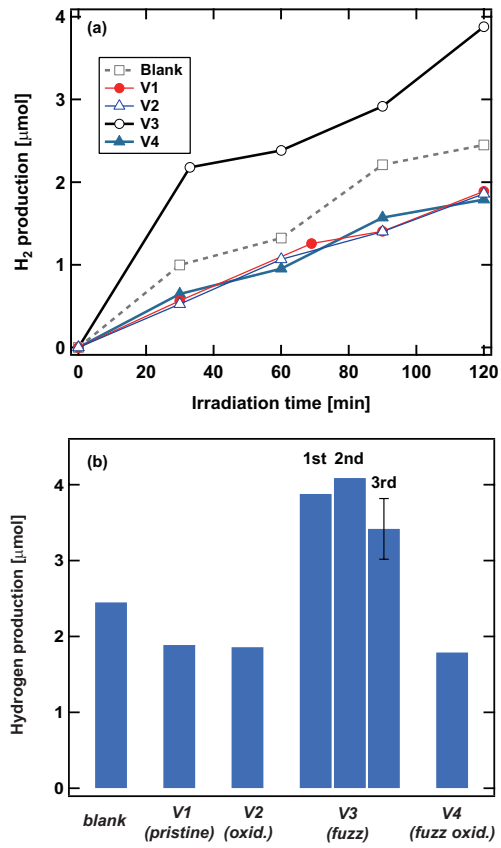 (a)
4
3
2
1
0
H2 production [μmol]
Blank
V1
V2
V3
V4
0 20 40 60 80 100 120
Irradiation time [min]
(b)
1st 2nd
3rd
4
3
2
1
0
Hydrogen production [μmol]
blank V1 V2 V3 V4
(pristine) (oxid.) (fuzz) (fuzz oxid.)